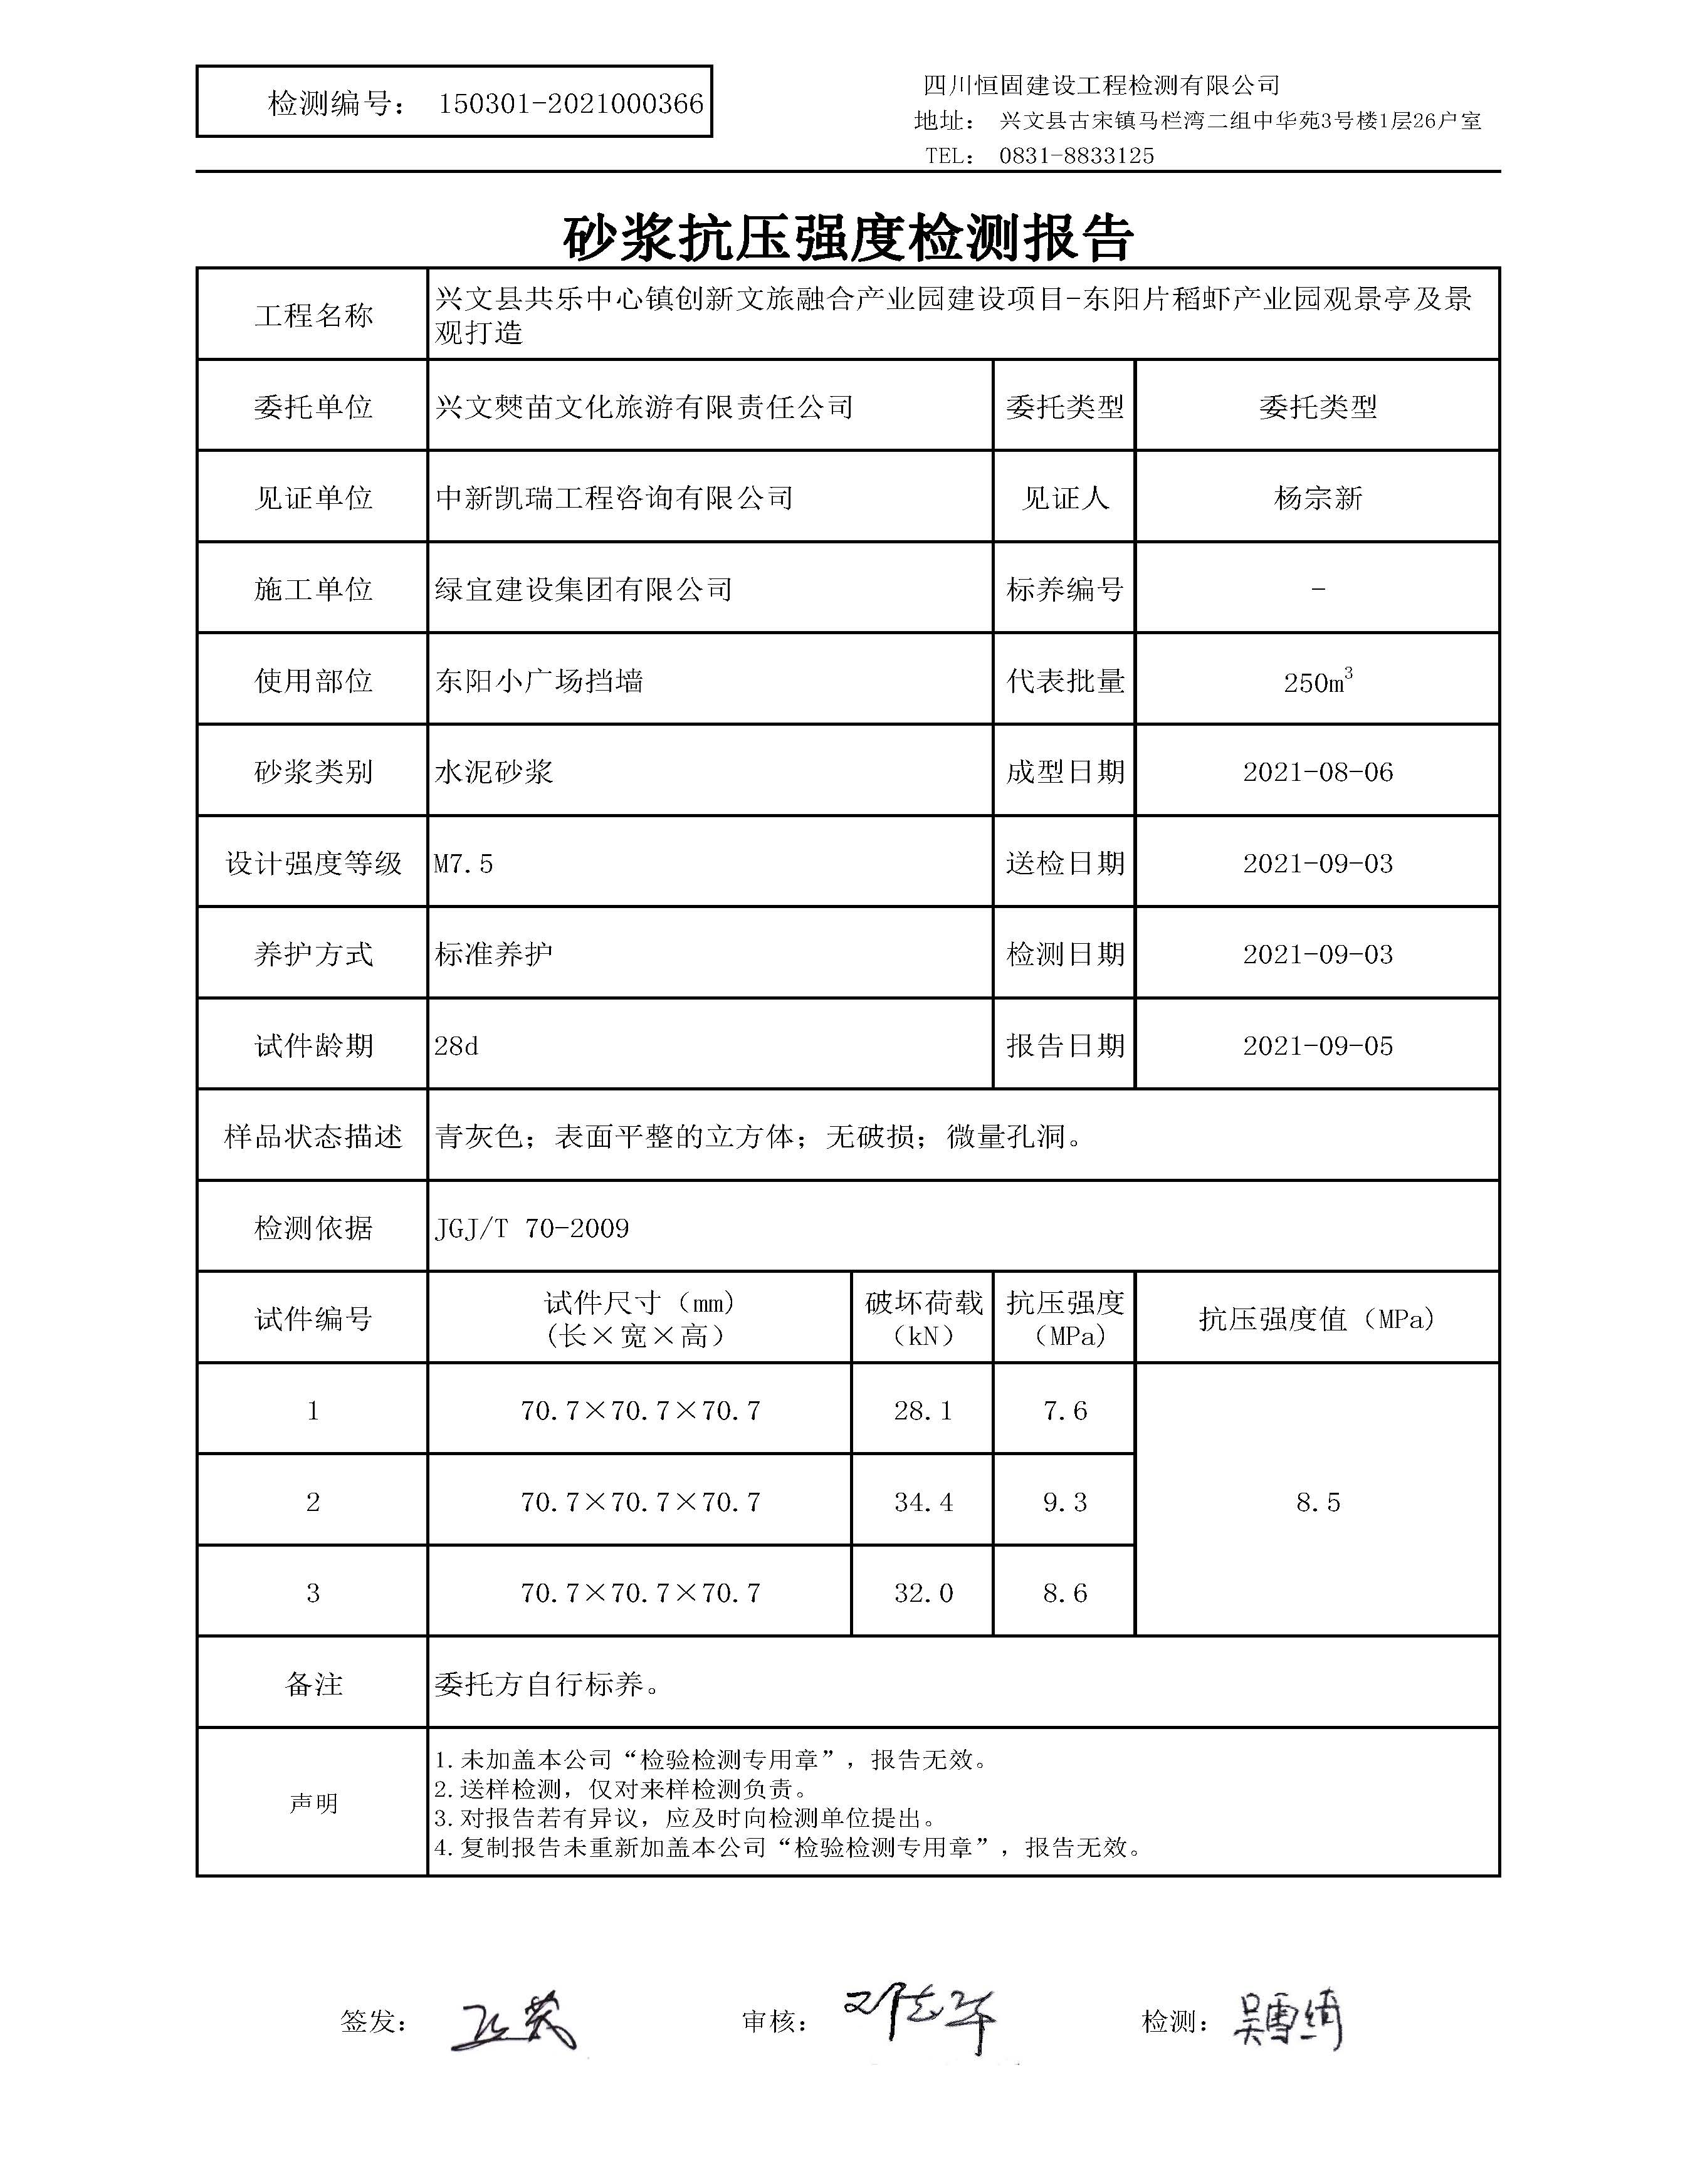 检测编号： 150301-2021000366
四川恒固建设工程检测有限公司
地址： 兴文县古宋镇马栏湾二组中华苑3号楼1层26户室
TEL： 0831-8833125
砂浆抗压强度检测报告
工程名称 兴文县共乐中心镇创新文旅融合产业园建设项目-东阳片稻虾产业园观景亭及景
观打造
委托单位 兴文僰苗文化旅游有限责任公司 委托类型 委托类型
见证单位 中新凯瑞工程咨询有限公司 见证人 杨宗新
施工单位 绿宜建设集团有限公司 标养编号 -
使用部位 东阳小广场挡墙 代表批量 250m³
砂浆类别 水泥砂浆 成型日期 2021-08-06
设计强度等级 M7.5 送检日期 2021-09-03
养护方式 标准养护 检测日期 2021-09-03
试件龄期 28d 报告日期 2021-09-05
样品状态描述 青灰色；表面平整的立方体；无破损；微量孔洞。
检测依据 JGJ/T 70-2009
试件编号 试件尺寸（mm） 破坏荷载 抗压强度 抗压强度值（MPa）
(长×宽×高） （kN） （MPa）
1 70.7×70.7×70.7 28.1 7.6
2 70.7×70.7×70.7 34.4 9.3 8.5
3 70.7×70.7×70.7 32.0 8.6
备注 委托方自行标养。
声明 1.未加盖本公司“检验检测专用章”，报告无效。
2.送样检测，仅对来样检测负责。
3.对报告若有异议，应及时向检测单位提出。
4.复制报告未重新加盖本公司“检验检测专用章”，报告无效。
签发： 审核： 检测：吴雪绮